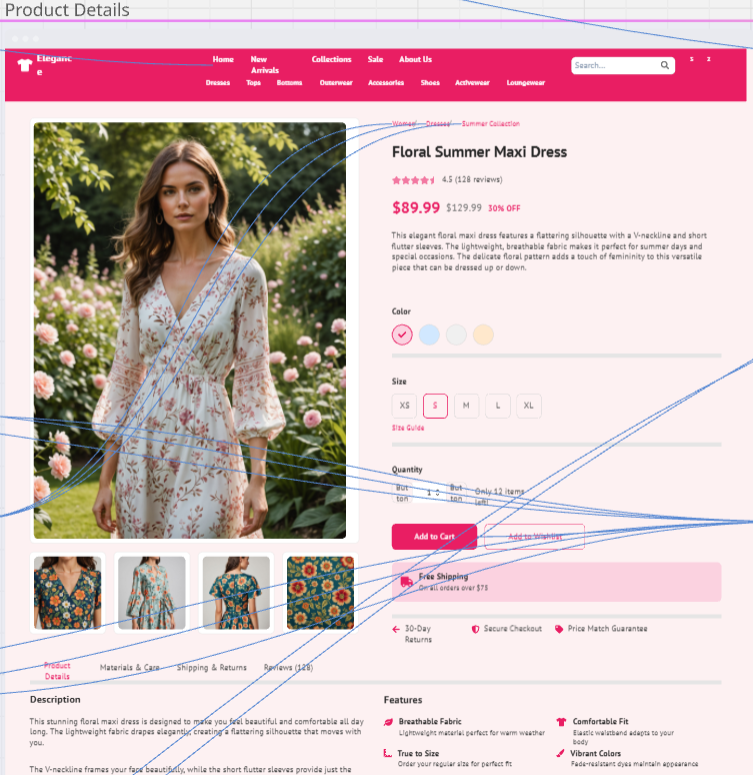 Product Details
Eleganc
e
Home
New
Arrivals
Collections
Sale
About Us
Search...
Dresses
Tops
Bottoms
Outerwear
Accessories
Shoes
Activewear
Loungewear
Women
Dresses
Summer Collection
Floral Summer Maxi Dress
4.5 (128 reviews)
$89.99 $129.99 30% OFF
This elegant floral maxi dress features a flattering silhouette with a V-neckline and short
flutter sleeves. The lightweight, breathable fabric makes it perfect for summer days and
special occasions. The delicate floral pattern adds a touch of femininity to this versatile
piece that can be dressed up or down.
Color
Size
XS
S
M
L
XL
Size Guide
Quantity
But
ton
1
But
ton
Only 12 items
left!
Add to Cart
Add to Wishlist
Free Shipping
On all orders over $75
30-Day
Returns
Secure Checkout
Price Match Guarantee
Product
Details
Materials & Care
Shipping & Returns
Reviews (128)
Description
This stunning floral maxi dress is designed to make you feel beautiful and comfortable all day
long. The lightweight fabric drapes elegantly, creating a flattering silhouette that moves with
you.
The V-neckline frames your face beautifully, while the short flutter sleeves provide just the
Features
Breathable Fabric
Lightweight material perfect for warm weather
Comfortable Fit
Elastic waistband adapts to your
body
True to Size
Order your regular size for perfect fit
Vibrant Colors
Fade-resistant dyes maintain appearance